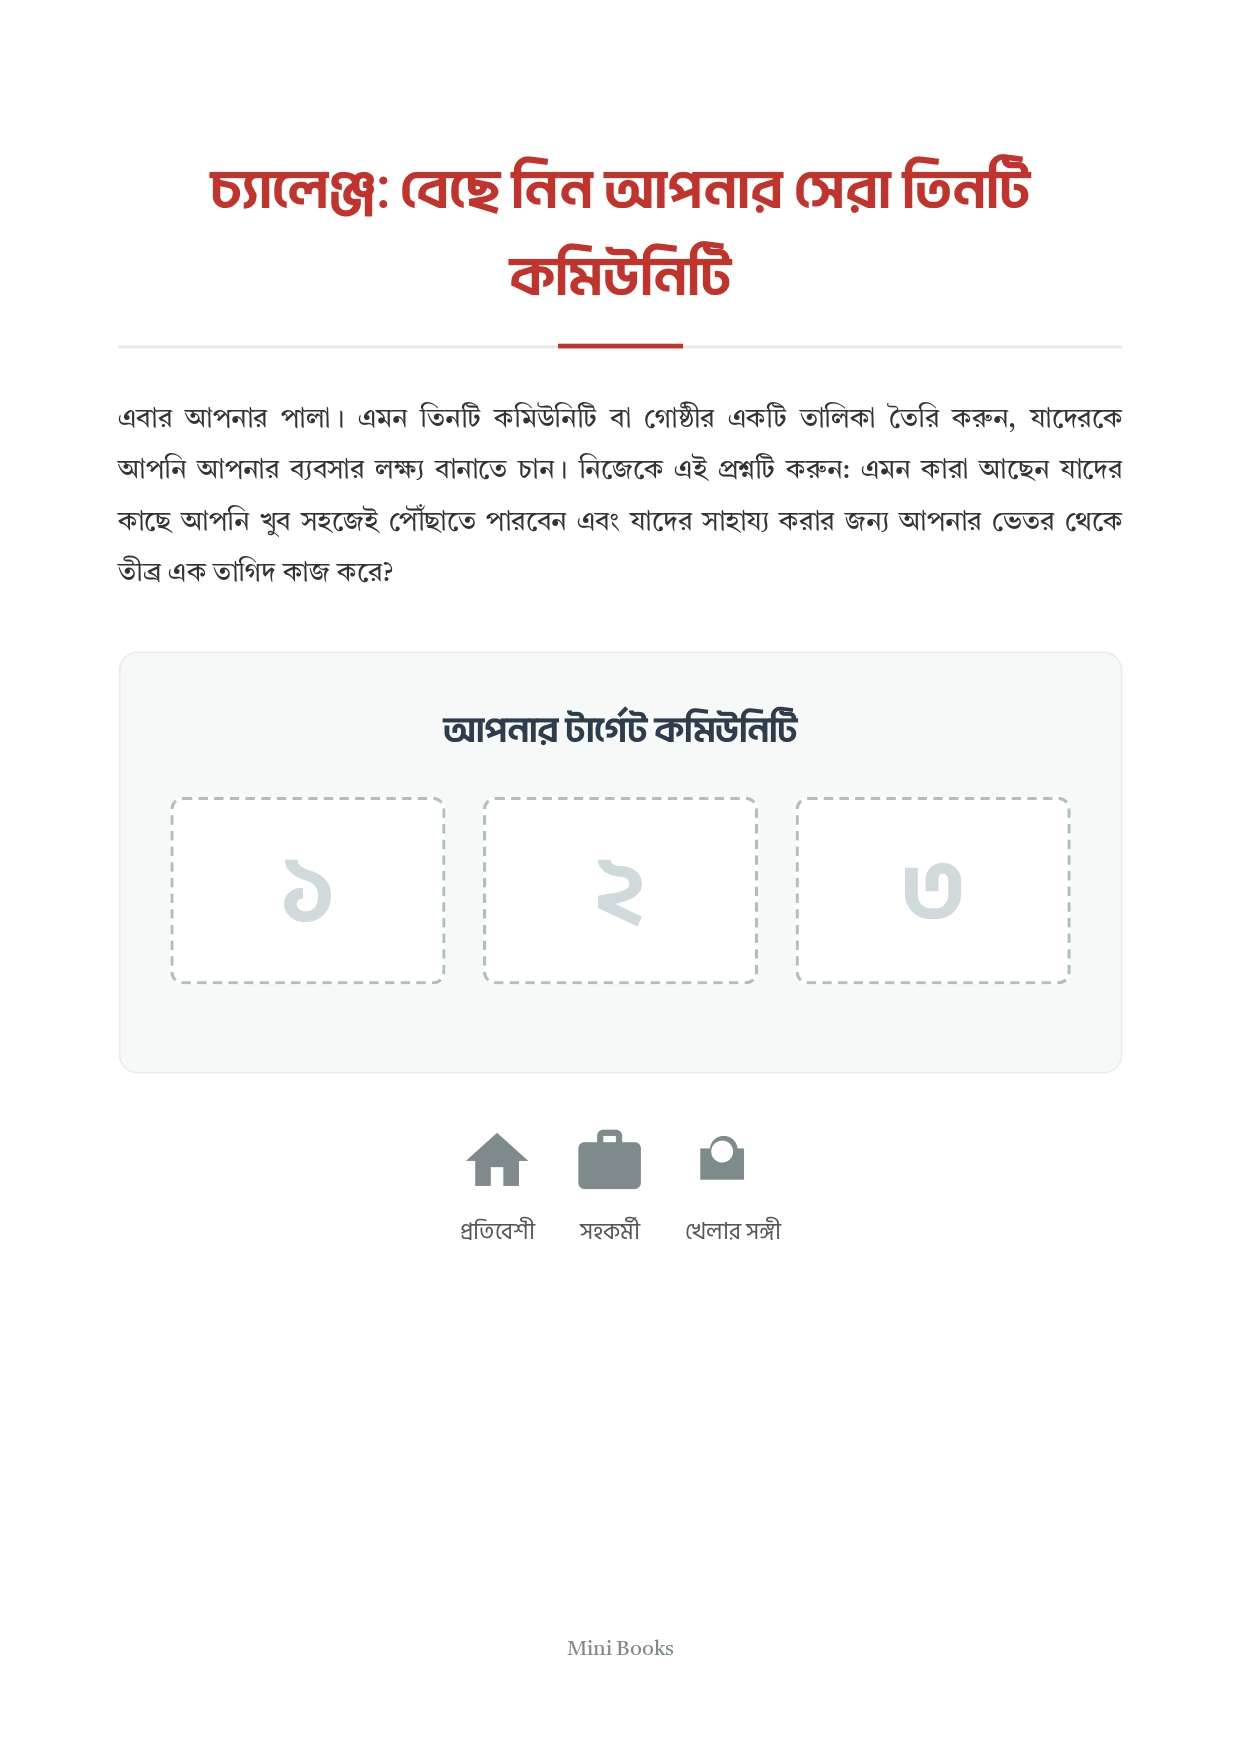 চ্যালেঞ্জ: বেছে নিন আপনার সেরা তিনটি
কমিউনিটি
এবার আপনার পালা। এমন তিনটি কমিউনিটি বা গোষ্ঠীর একটি তালিকা তৈরি করুন, যাদেরকে
আপনি আপনার ব্যবসার লক্ষ্য বানাতে চান। নিজেকে এই প্রশ্নটি করুন: এমন কারা আছেন যাদের
কাছে আপনি খুব সহজেই পৌঁছাতে পারবেন এবং যাদের সাহায্য করার জন্য আপনার ভেতর থেকে
তীব্র এক তাগিদ কাজ করে?
আপনার টার্গেট কমিউনিটি
১ ২ ৩
প্রতিবেশী সহকর্মী খেলার সঙ্গী
Mini Books